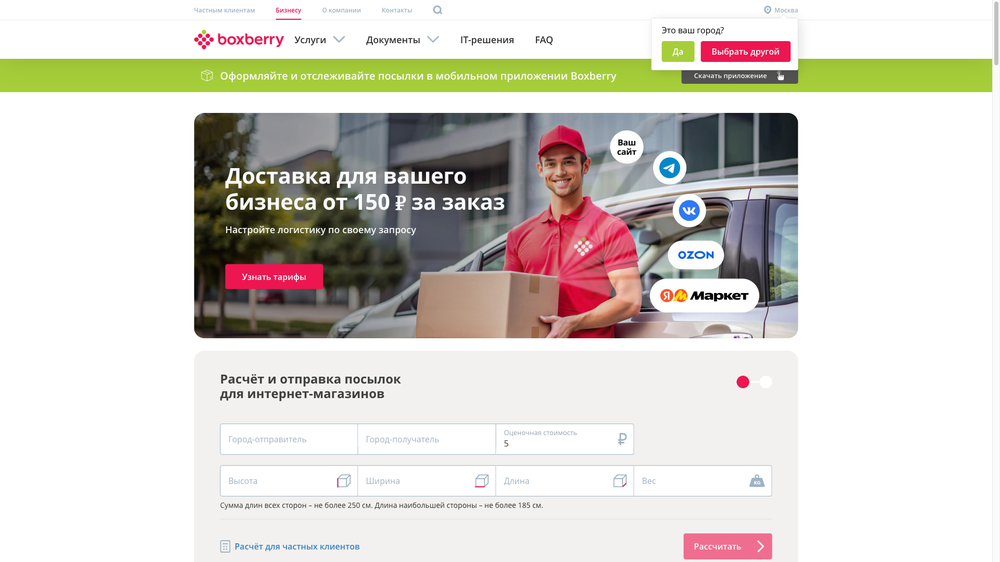 Частным клиентам
Бизнесу
О компании
Контакты
Москва
Это ваш город?
Да
Выбрать другой
boxberry
Услуги
Документы
IT-решения
FAQ
Оформляйте и отслеживайте посылки в мобильном приложении Boxberry
Скачать приложение
Доставка для вашего
бизнеса от 150 ₽ за заказ
Настройте логистику по своему запросу
Узнать тарифы
Ваш
сайт
OZON
ЯМ Маркет
Расчёт и отправка посылок
для интернет-магазинов
Город-отправитель
Город-получатель
Оценочная стоимость
5
₽
Высота
Ширина
Длина
Вес
KG
Сумма длин всех сторон – не более 250 см. Длина наибольшей стороны – не более 185 см.
Расчёт для частных клиентов
Рассчитать